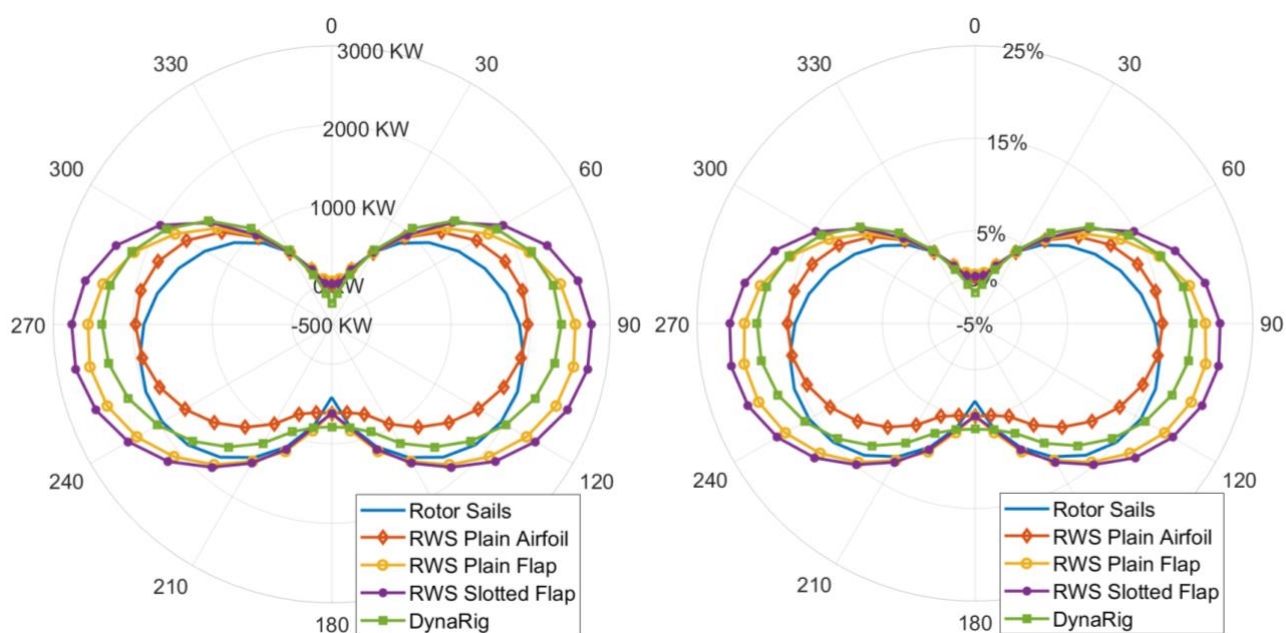 0
3000 KW
330
30
2000 KW
300
60
1000 KW
KW
270
-500 KW
90
240
120
210
180
Rotor Sails
RWS Plain Airfoil
RWS Plain Flap
RWS Slotted Flap
DynaRig
0
25%
330
30
15%
300
60
5%
270
-5%
90
240
120
210
180
Rotor Sails
RWS Plain Airfoil
RWS Plain Flap
RWS Slotted Flap
DynaRig